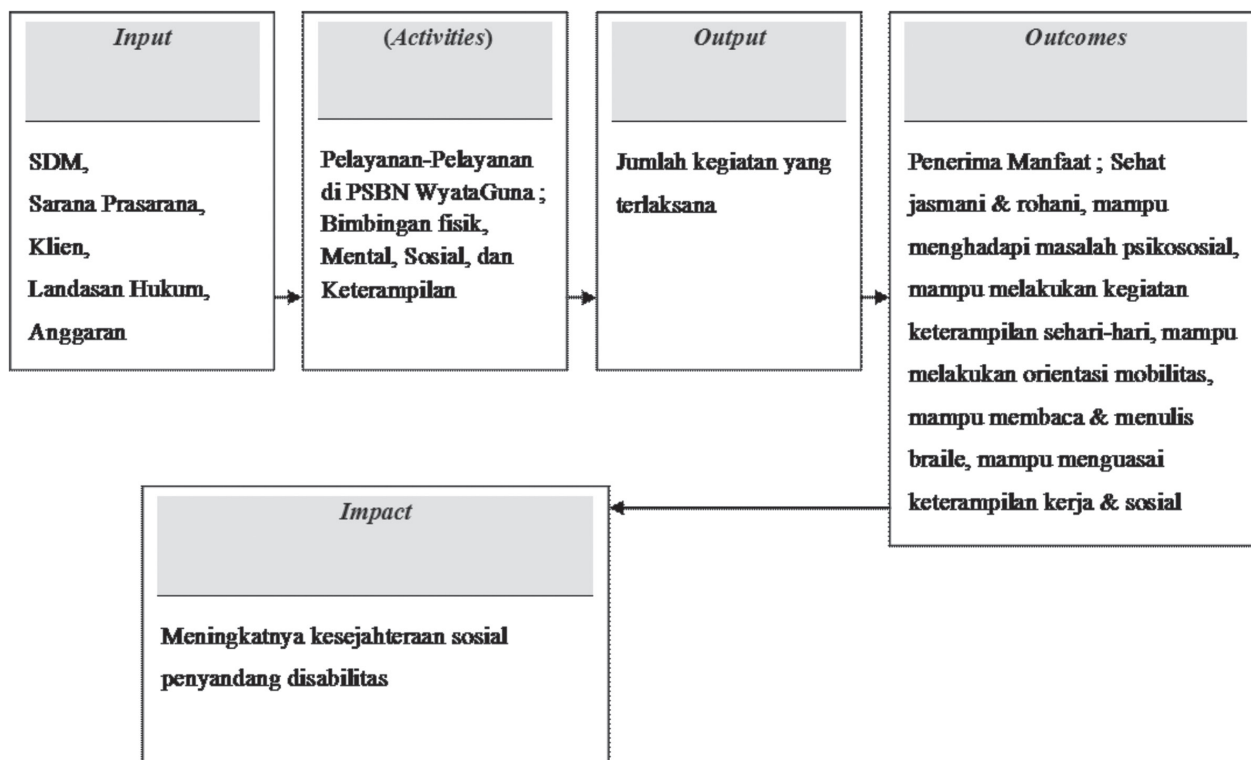 Input
SDM,
Sarana Prasarana,
Klien,
Landasan Hukum,
Anggaran
(Activities)
Pelayanan-Pelayanan
di PSBN WyataGuna ;
Bimbingan fisik,
Mental, Sosial, dan
Keterampilan
Output
Jumlah kegiatan yang
terlaksana
Outcomes
Penerima Manfaat ; Sehat
jasmani & rohani, mampu
menghadapi masalah psikososial,
mampu melakukan kegiatan
keterampilan sehari-hari, mampu
melakukan orientasi mobilitas,
mampu membaca & menulis
braile, mampu menguasai
keterampilan kerja & sosial
Impact
Meningkatnya kesejahteraan sosial
penyandang disabilitas